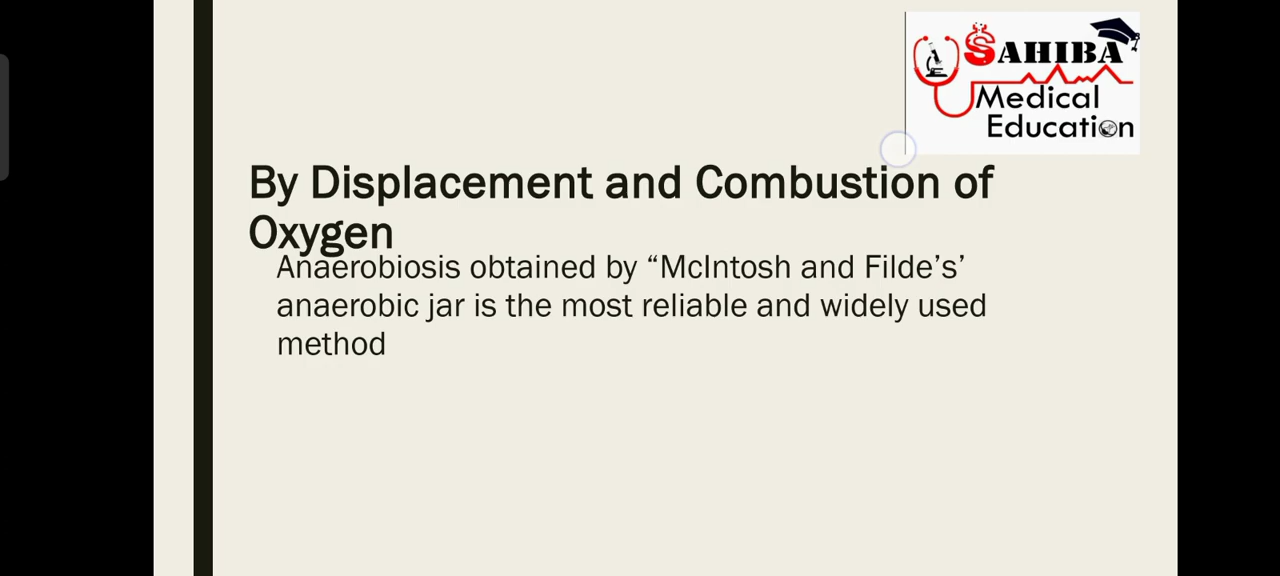 SAHIBA
Medical
Education
By Displacement and Combustion of
Oxygen
Anaerobiosis obtained by “McIntosh and Filde’s’
anaerobic jar is the most reliable and widely used
method